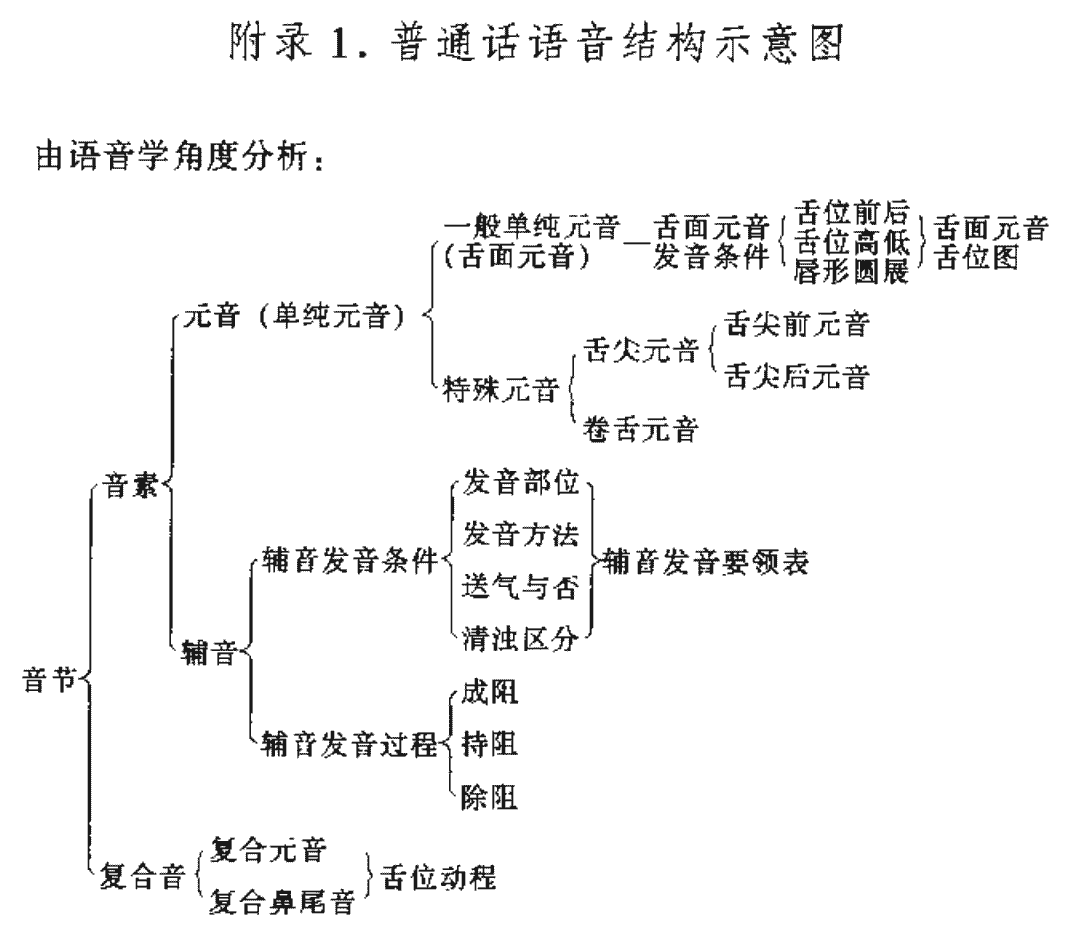 附录1. 普通话语音结构示意图
由语音学角度分析：
舌位前后
一般单纯元音 舌面元音 舌位高低 舌面元音
(舌面元音) — 发音条件 唇形圆展 舌位图
元音（单纯元音）
舌尖前元音
舌尖元音
舌尖后元音
特殊元音
卷舌元音
音素
发音部位
发音方法
辅音发音条件 辅音发音要领表
送气与否
清浊区分
辅音
音节
成阻
辅音发音过程 持阻
除阻
复合元音
复合音 舌位动程
复合鼻尾音